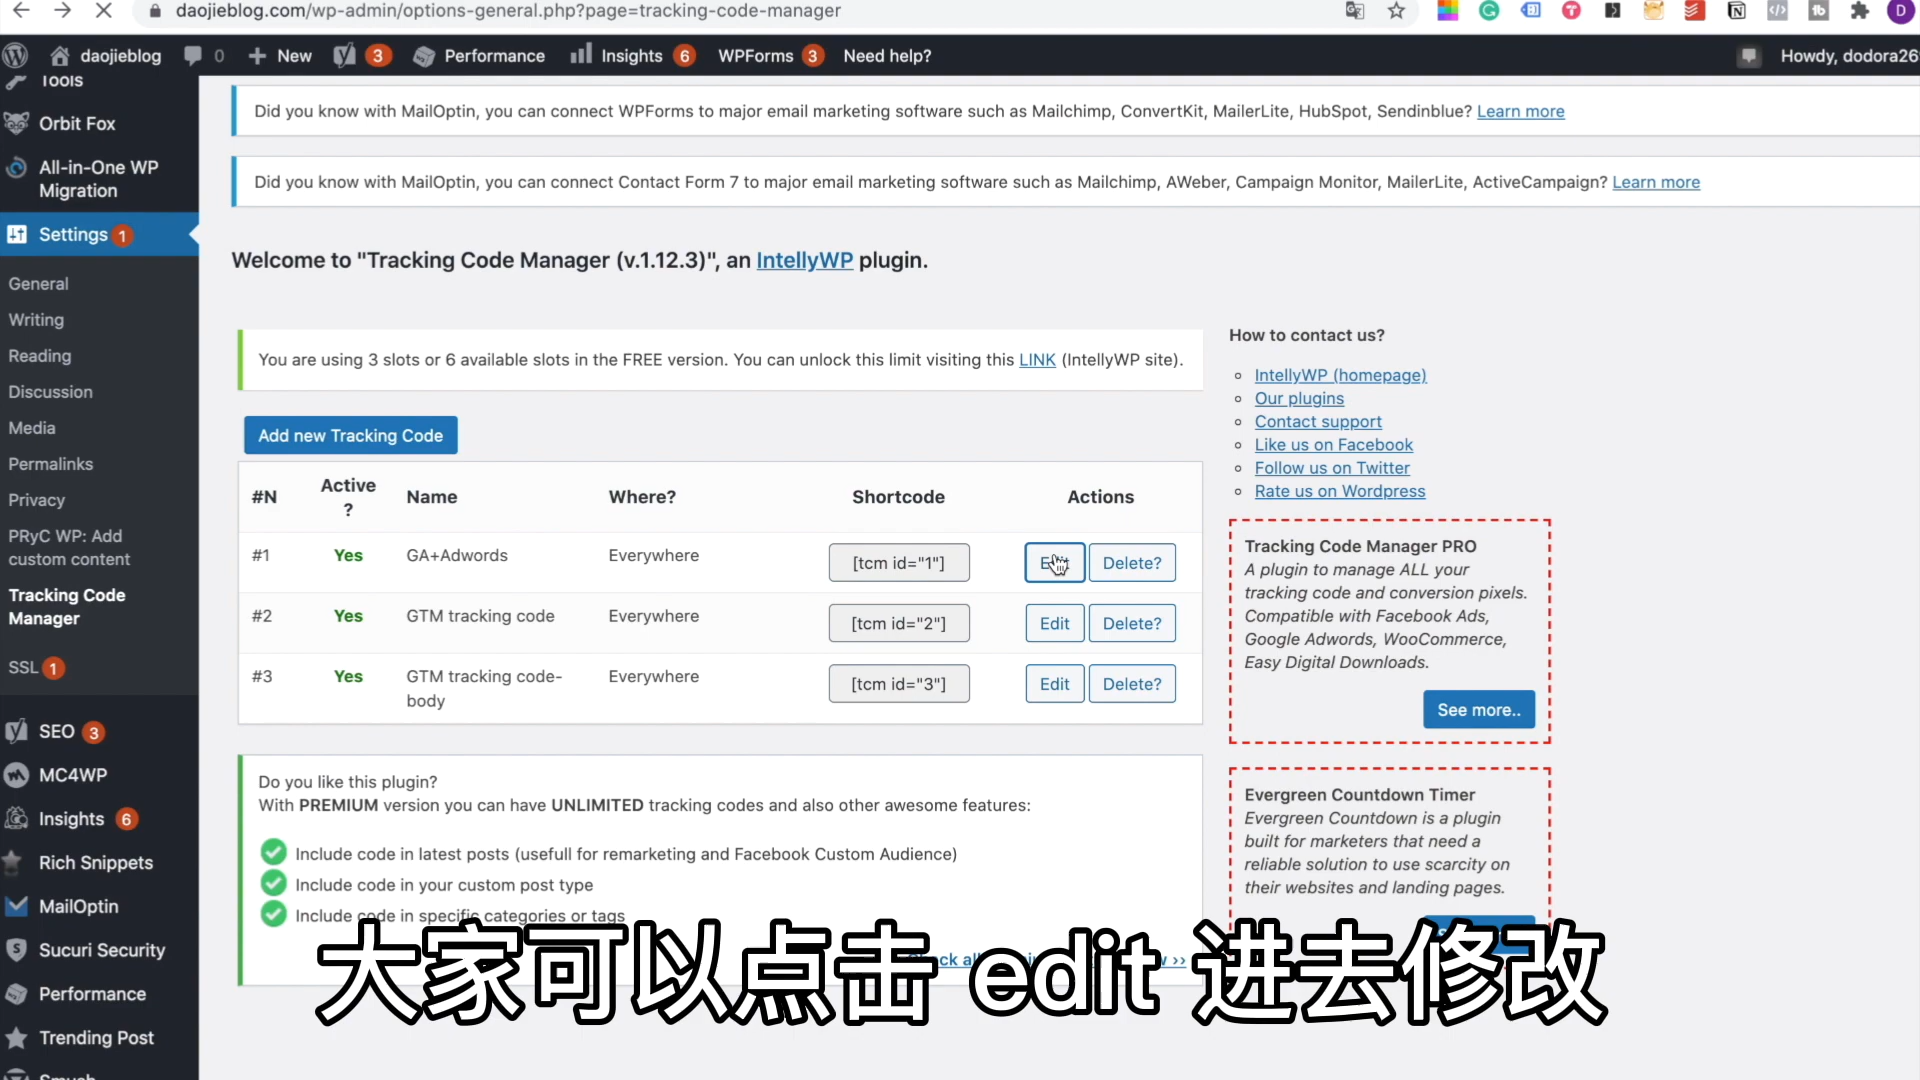 daojieblog.com/wp-admin/options-general.php?page=tracking-code-manager
daojieblog 0 New 3 Performance Insights 6 WPForms 3 Need help? Howdy, dodora26
Tools
Orbit Fox
All-in-One WP
Migration
Settings 1
General
Writing
Reading
Discussion
Media
Permalinks
Privacy
PRyC WP: Add
custom content
Tracking Code
Manager
SSL 1
SEO 3
MC4WP
Insights 6
Rich Snippets
MailOptin
Sucuri Security
Performance
Trending Post
Did you know with MailOptin, you can connect WPForms to major email marketing software such as Mailchimp, ConvertKit, MailerLite, HubSpot, Sendinblue? Learn more
Did you know with MailOptin, you can connect Contact Form 7 to major email marketing software such as Mailchimp, AWeber, Campaign Monitor, MailerLite, ActiveCampaign? Learn more
Welcome to "Tracking Code Manager (v.1.12.3)", an IntellyWP plugin.
You are using 3 slots or 6 available slots in the FREE version. You can unlock this limit visiting this LINK (IntellyWP site).
Add new Tracking Code
#N Active ? Name Where? Shortcode Actions
#1 Yes GA+Adwords Everywhere [tcm id="1"] Edit Delete?
#2 Yes GTM tracking code Everywhere [tcm id="2"] Edit Delete?
#3 Yes GTM tracking code- Everywhere [tcm id="3"] Edit Delete?
body
Do you like this plugin?
With PREMIUM version you can have UNLIMITED tracking codes and also other awesome features:
Include code in latest posts (usefull for remarketing and Facebook Custom Audience)
Include code in your custom post type
Include code in specific categories or tags
How to contact us?
IntellyWP (homepage)
Our plugins
Contact support
Like us on Facebook
Follow us on Twitter
Rate us on Wordpress
Tracking Code Manager PRO
A plugin to manage ALL your
tracking code and conversion pixels.
Compatible with Facebook Ads,
Google Adwords, WooCommerce,
Easy Digital Downloads.
See more..
Evergreen Countdown Timer
Evergreen Countdown is a plugin
built for marketers that need a
reliable solution to use scarcity on
their websites and landing pages.
大家可以点击 edit 进去修改